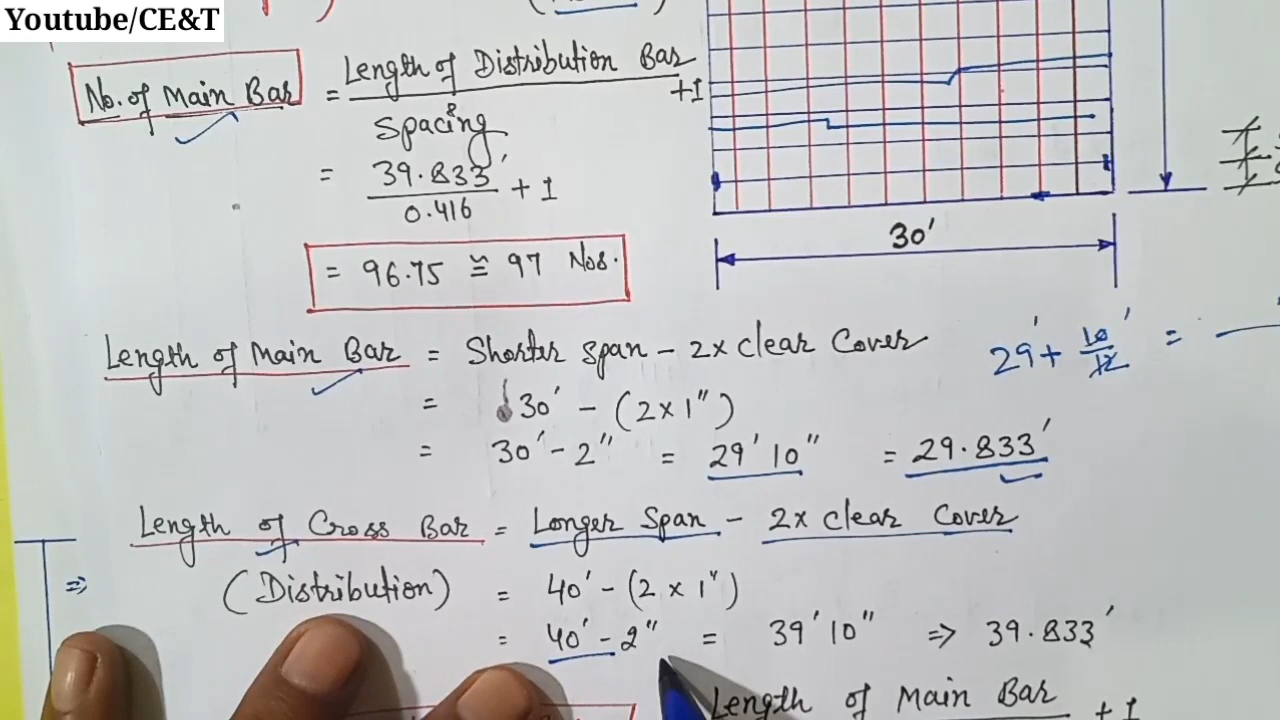 Youtube/CE&T
No. of Main Bar = Length of Distribution Bar / Spacing + 1
= 39.833' / 0.416 + 1
= 96.75 ≅ 97 Nos.
30'
Length of Main Bar = Shorter Span - 2x Clear Cover
29' + 10/12' =
= 30' - (2 x 1")
= 30' - 2" = 29' 10" = 29.833'
Length of Cross Bar = Longer Span - 2x Clear Cover
⇒ (Distribution) = 40' - (2 x 1")
= 40' - 2" = 39' 10" ⇒ 39.833'
Length of Main Bar + 1